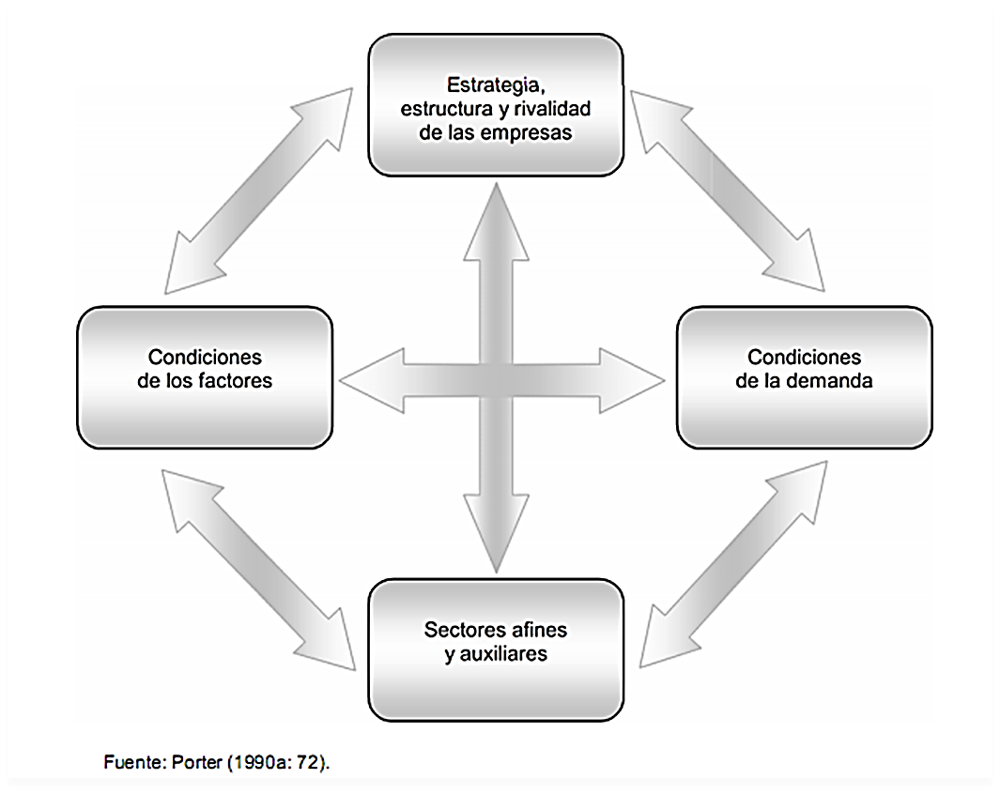 Estrategia,
estructura y rivalidad
de las empresas
Condiciones
de los factores
Condiciones
de la demanda
Sectores afines
y auxiliares
Fuente: Porter (1990a: 72).